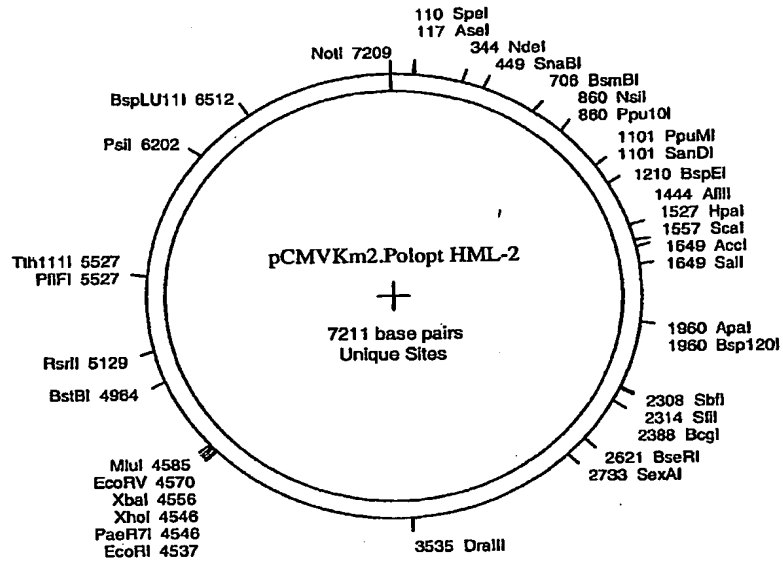 110 SpeI
117 AseI
344 NdeI
449 SnaBI
706 BsmBI
860 NsiI
860 Ppu10I
1101 PpuMI
1101 SanDI
1210 BspEI
1444 AflII
1527 HpaI
1557 ScaI
1649 AccI
1649 SalI
1960 ApaI
1960 Bsp120I
2308 SbfI
2314 SfiI
2388 BcgI
2621 BseRI
2733 SexAI
3535 DraIII
MluI 4585
EcoRV 4570
XbaI 4556
XhoI 4546
PaeR7I 4546
EcoRI 4537
BstBI 4964
RsrII 5129
Tth111I 5527
PflFI 5527
PsiI 6202
BspLU11I 6512
NotI 7209
pCMVKm2.Polopt HML-2
7211 base pairs
Unique Sites